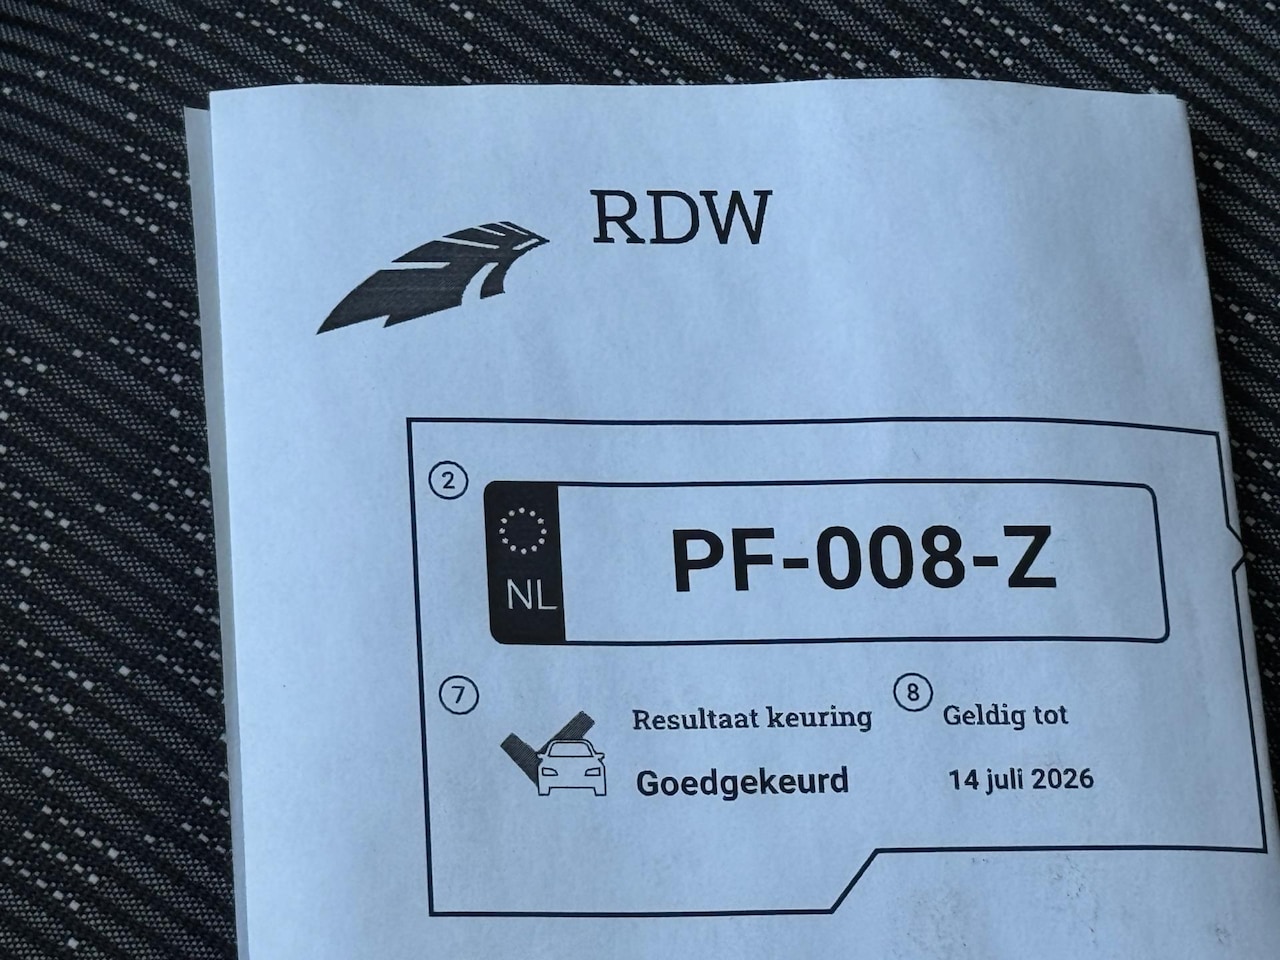 RDW
2
NL
PF-008-Z
7
Resultaat keuring
Goedgekeurd
8
Geldig tot
14 juli 2026